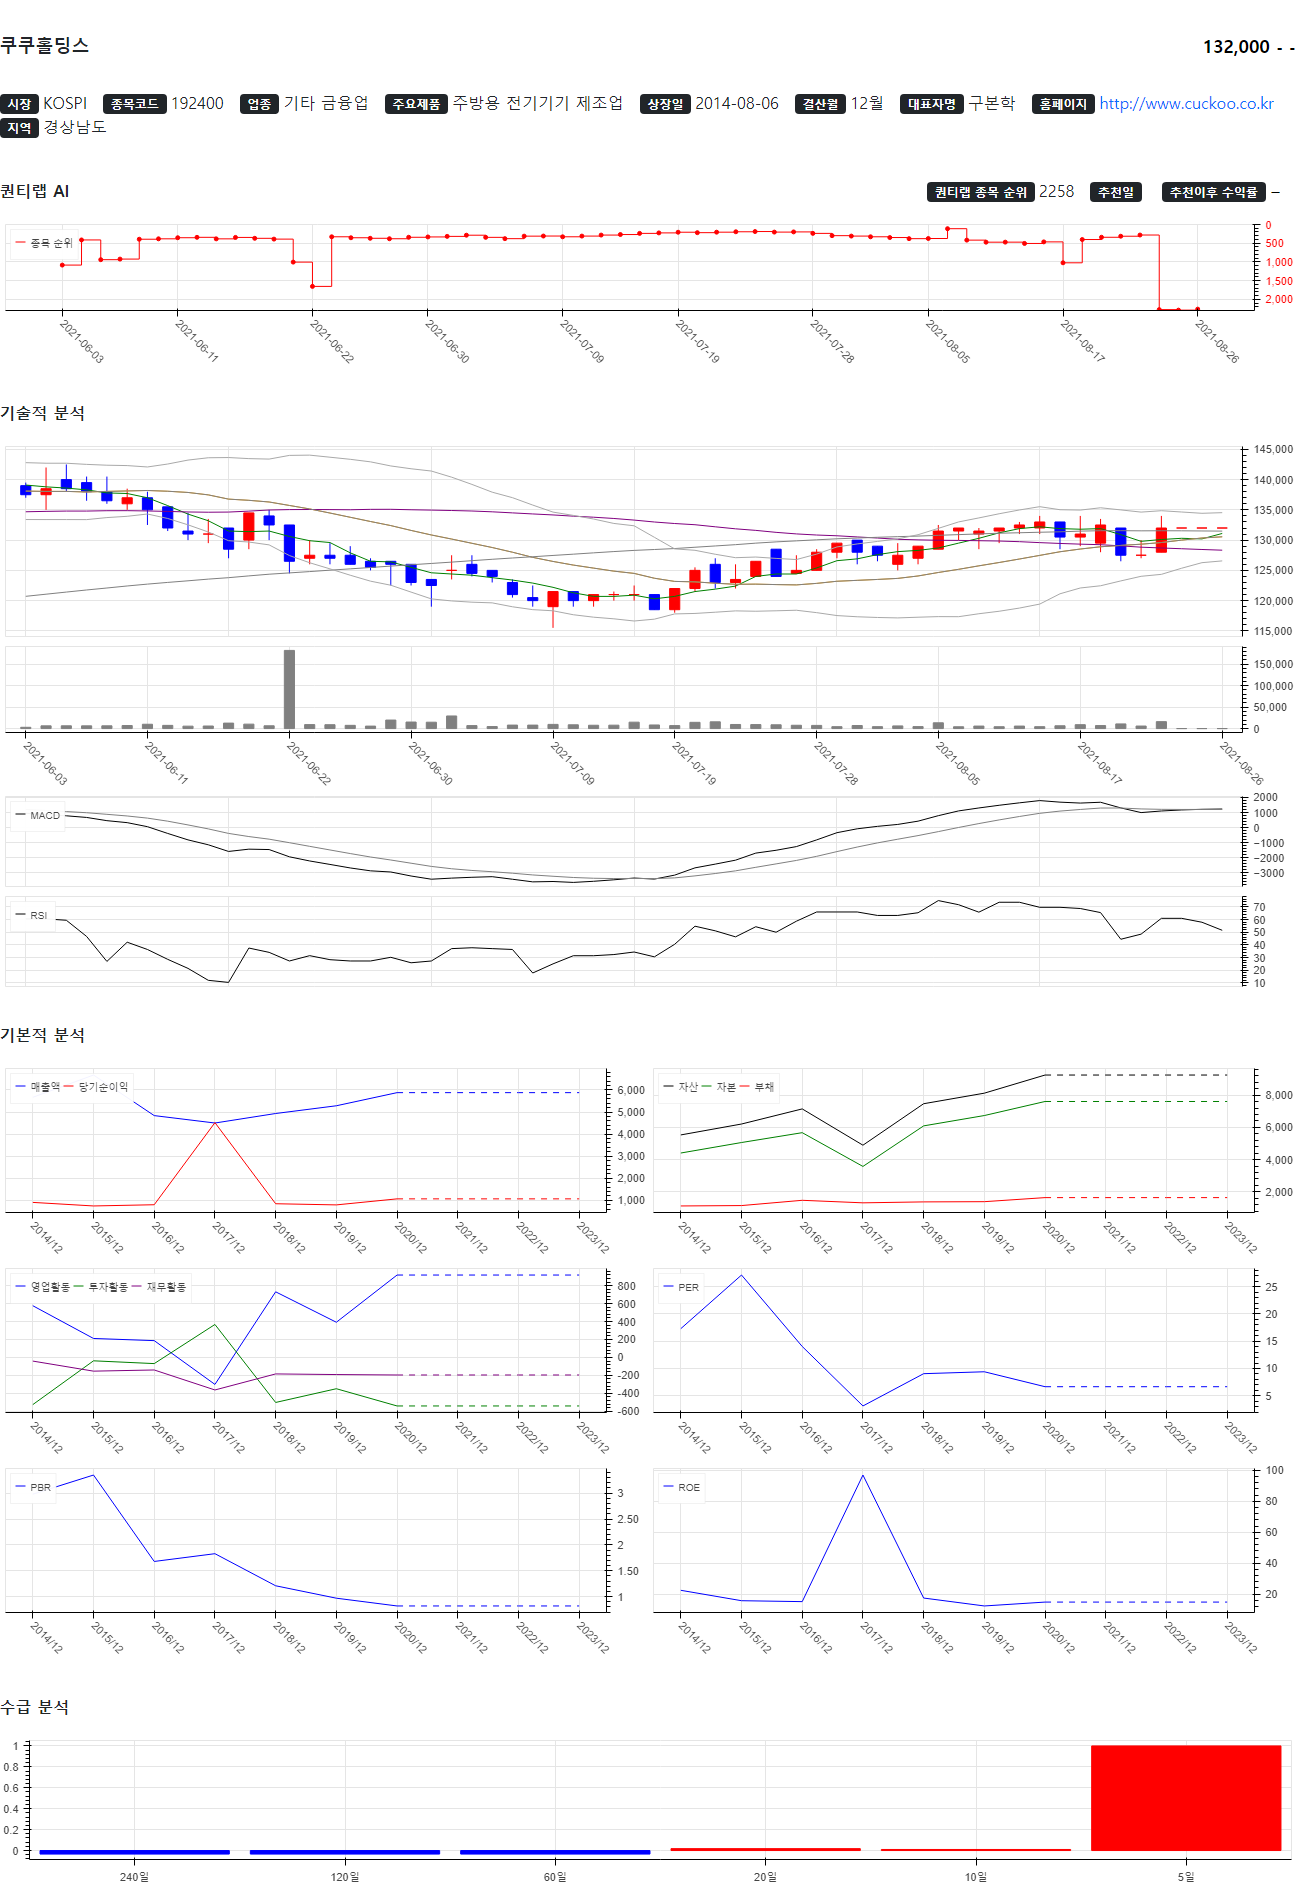 쿠쿠홀딩스 132,000 - -
시장 KOSPI 종목코드 192400 업종 기타 금융업 주요제품 주방용 전기기기 제조업 상장일 2014-08-06 결산월 12월 대표자명 구본학 홈페이지 http://www.cuckoo.co.kr
지역 경상남도
퀀티랩 AI 퀀티랩 종목 순위 2258 추천일 추천이후 수익률 –
종목 순위
0
500
1,000
1,500
2,000
2021-06-03 2021-06-11 2021-06-22 2021-06-30 2021-07-09 2021-07-19 2021-07-28 2021-08-05 2021-08-17 2021-08-26
기술적 분석
145,000
140,000
135,000
130,000
125,000
120,000
115,000
150,000
100,000
50,000
0
2021-06-03 2021-06-11 2021-06-22 2021-06-30 2021-07-09 2021-07-19 2021-07-28 2021-08-05 2021-08-17 2021-08-26
MACD
2000
1000
0
−1000
−2000
−3000
RSI
70
60
50
40
30
20
10
기본적 분석
매출액 당기순이익
6,000
5,000
4,000
3,000
2,000
1,000
2014/12 2015/12 2016/12 2017/12 2018/12 2019/12 2020/12 2021/12 2022/12 2023/12
자산 자본 부채
8,000
6,000
4,000
2,000
2014/12 2015/12 2016/12 2017/12 2018/12 2019/12 2020/12 2021/12 2022/12 2023/12
영업활동 투자활동 재무활동
800
600
400
200
0
-200
-400
-600
2014/12 2015/12 2016/12 2017/12 2018/12 2019/12 2020/12 2021/12 2022/12 2023/12
PER
25
20
15
10
5
2014/12 2015/12 2016/12 2017/12 2018/12 2019/12 2020/12 2021/12 2022/12 2023/12
PBR
3
2.50
2
1.50
1
2014/12 2015/12 2016/12 2017/12 2018/12 2019/12 2020/12 2021/12 2022/12 2023/12
ROE
100
80
60
40
20
2014/12 2015/12 2016/12 2017/12 2018/12 2019/12 2020/12 2021/12 2022/12 2023/12
수급 분석
1
0.8
0.6
0.4
0.2
0
240일 120일 60일 20일 10일 5일